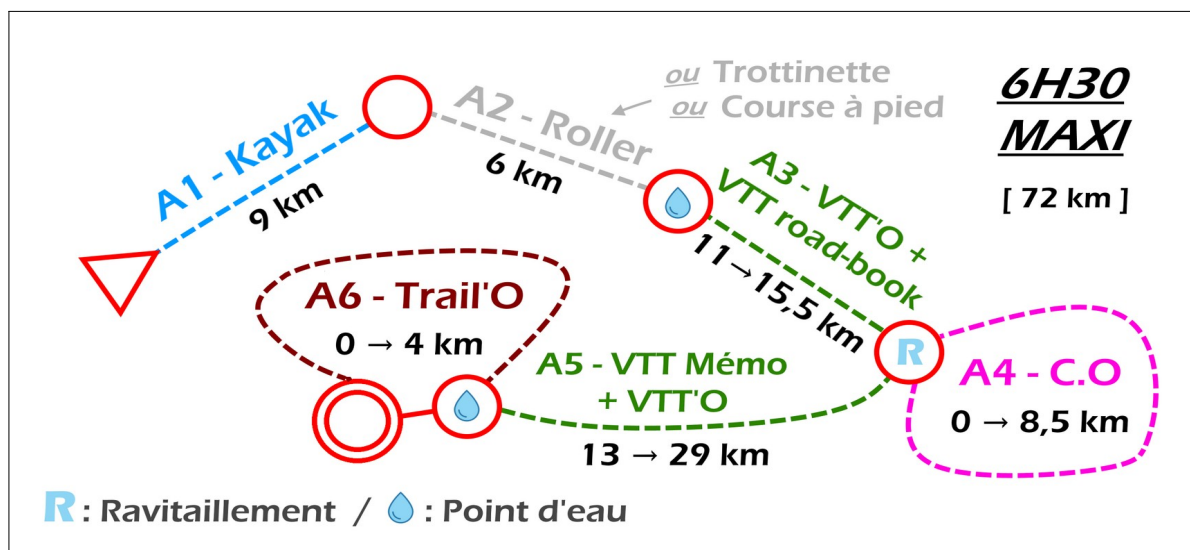 ou Trottinette
ou Course à pied
6H30
MAXI
[ 72 km ]
A1 - Kayak
9 km
A2 - Roller
6 km
A3 - VTT'O +
VTT road-book
11→15,5 km
A6 - Trail'O
0 → 4 km
A5 - VTT Mémo
+ VTT'O
13 → 29 km
R
A4 - C.O
0 → 8,5 km
R : Ravitaillement / : Point d'eau